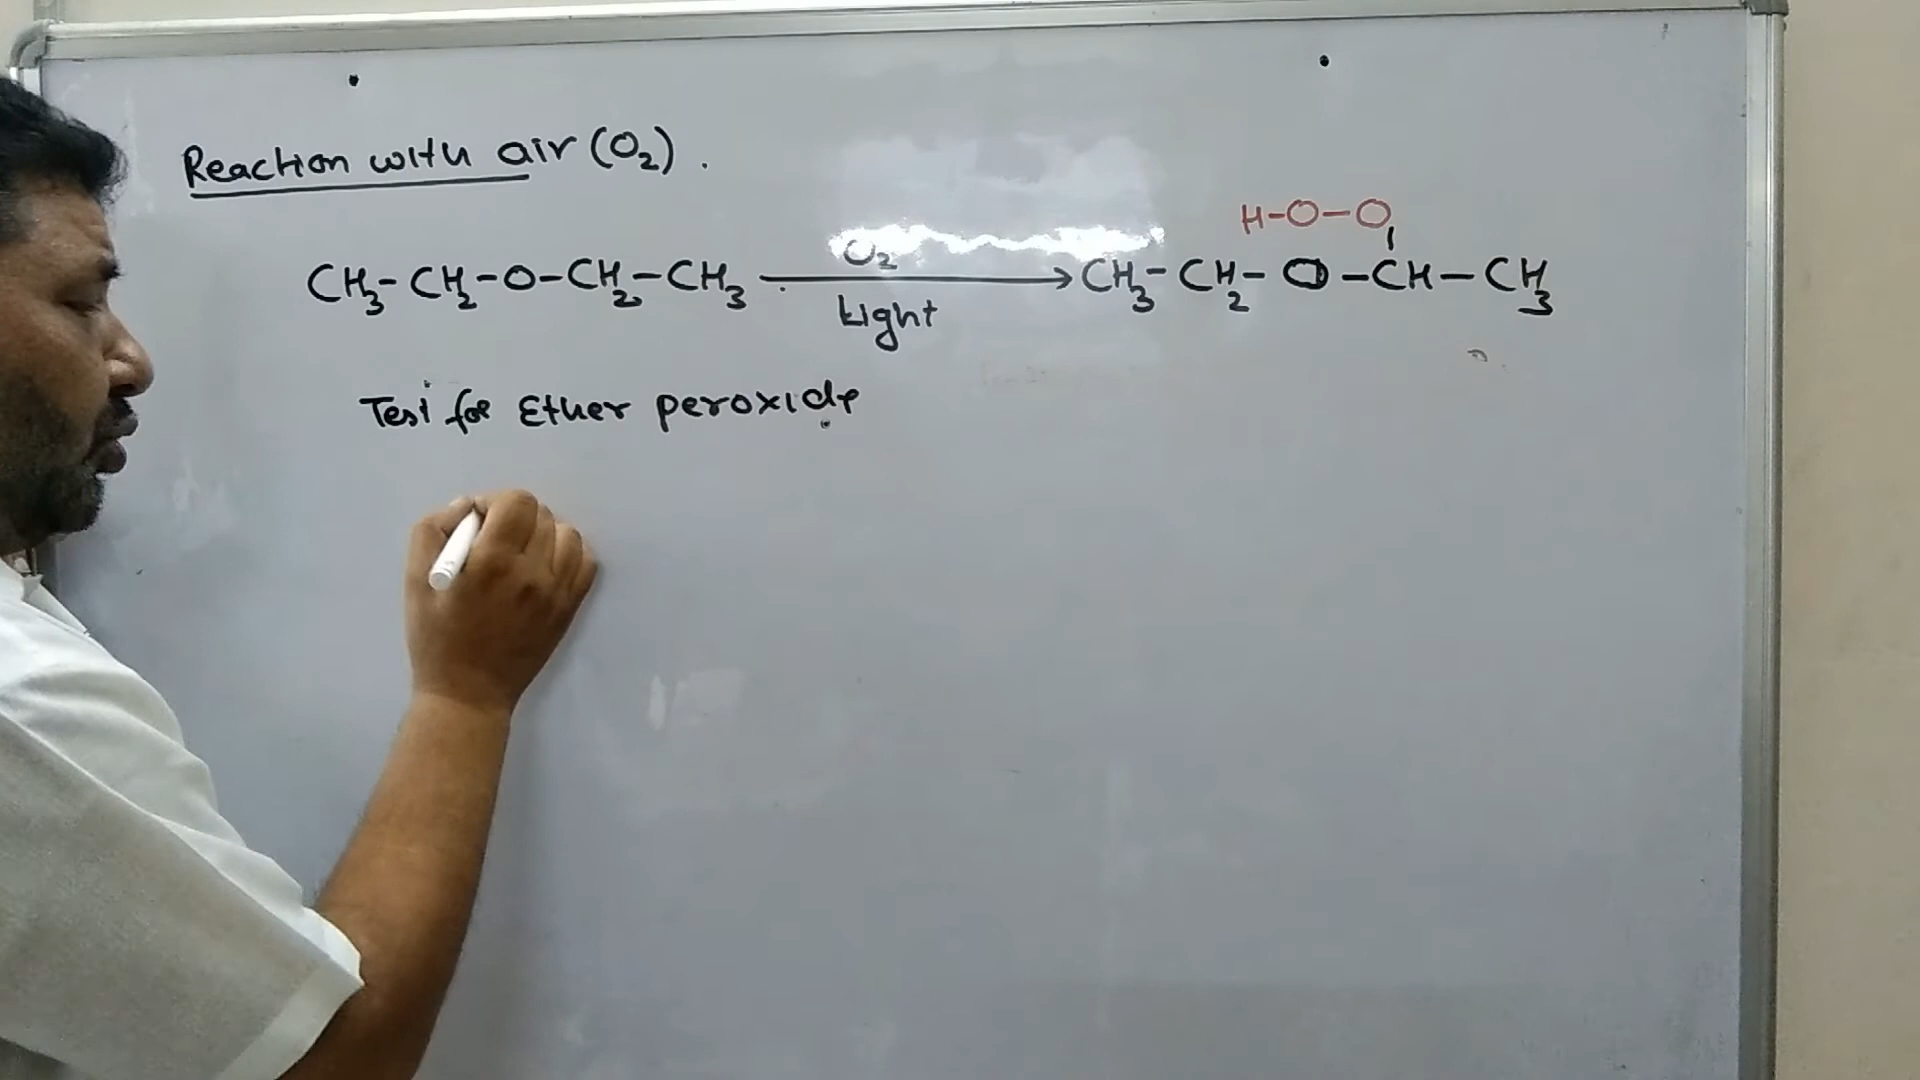 Reaction with air (O₂) .
H-O-O
CH₃-CH₂-O-CH₂-CH₃ O₂ Light → CH₃-CH₂-O-CH-CH₃
Test for Ether peroxide